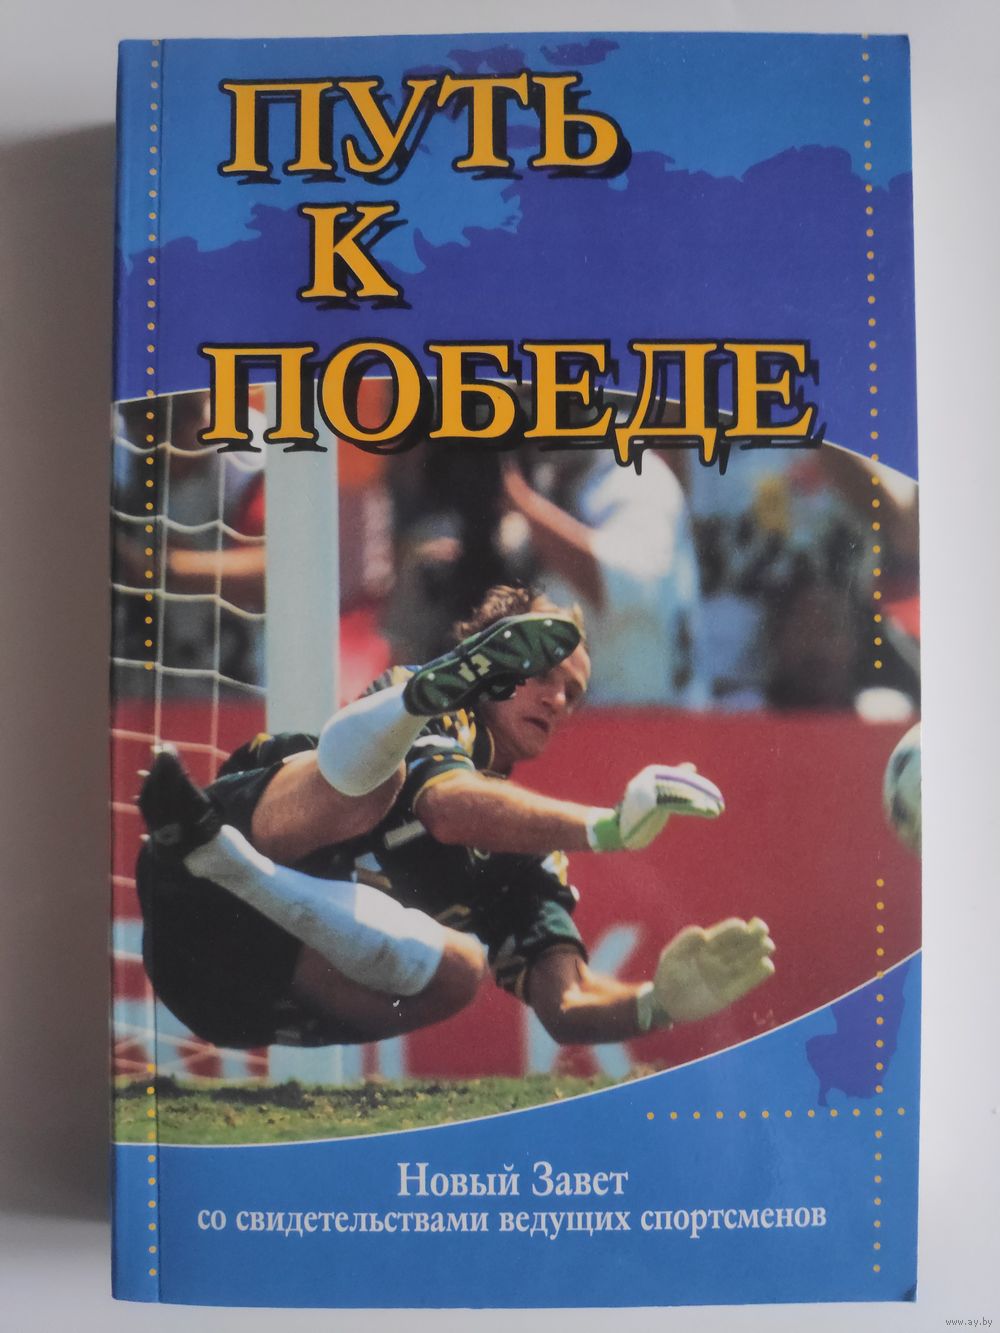 ПУТЬ
К
ПОБЕДЕ
Новый Завет
со свидетельствами ведущих спортсменов
www.ay.by